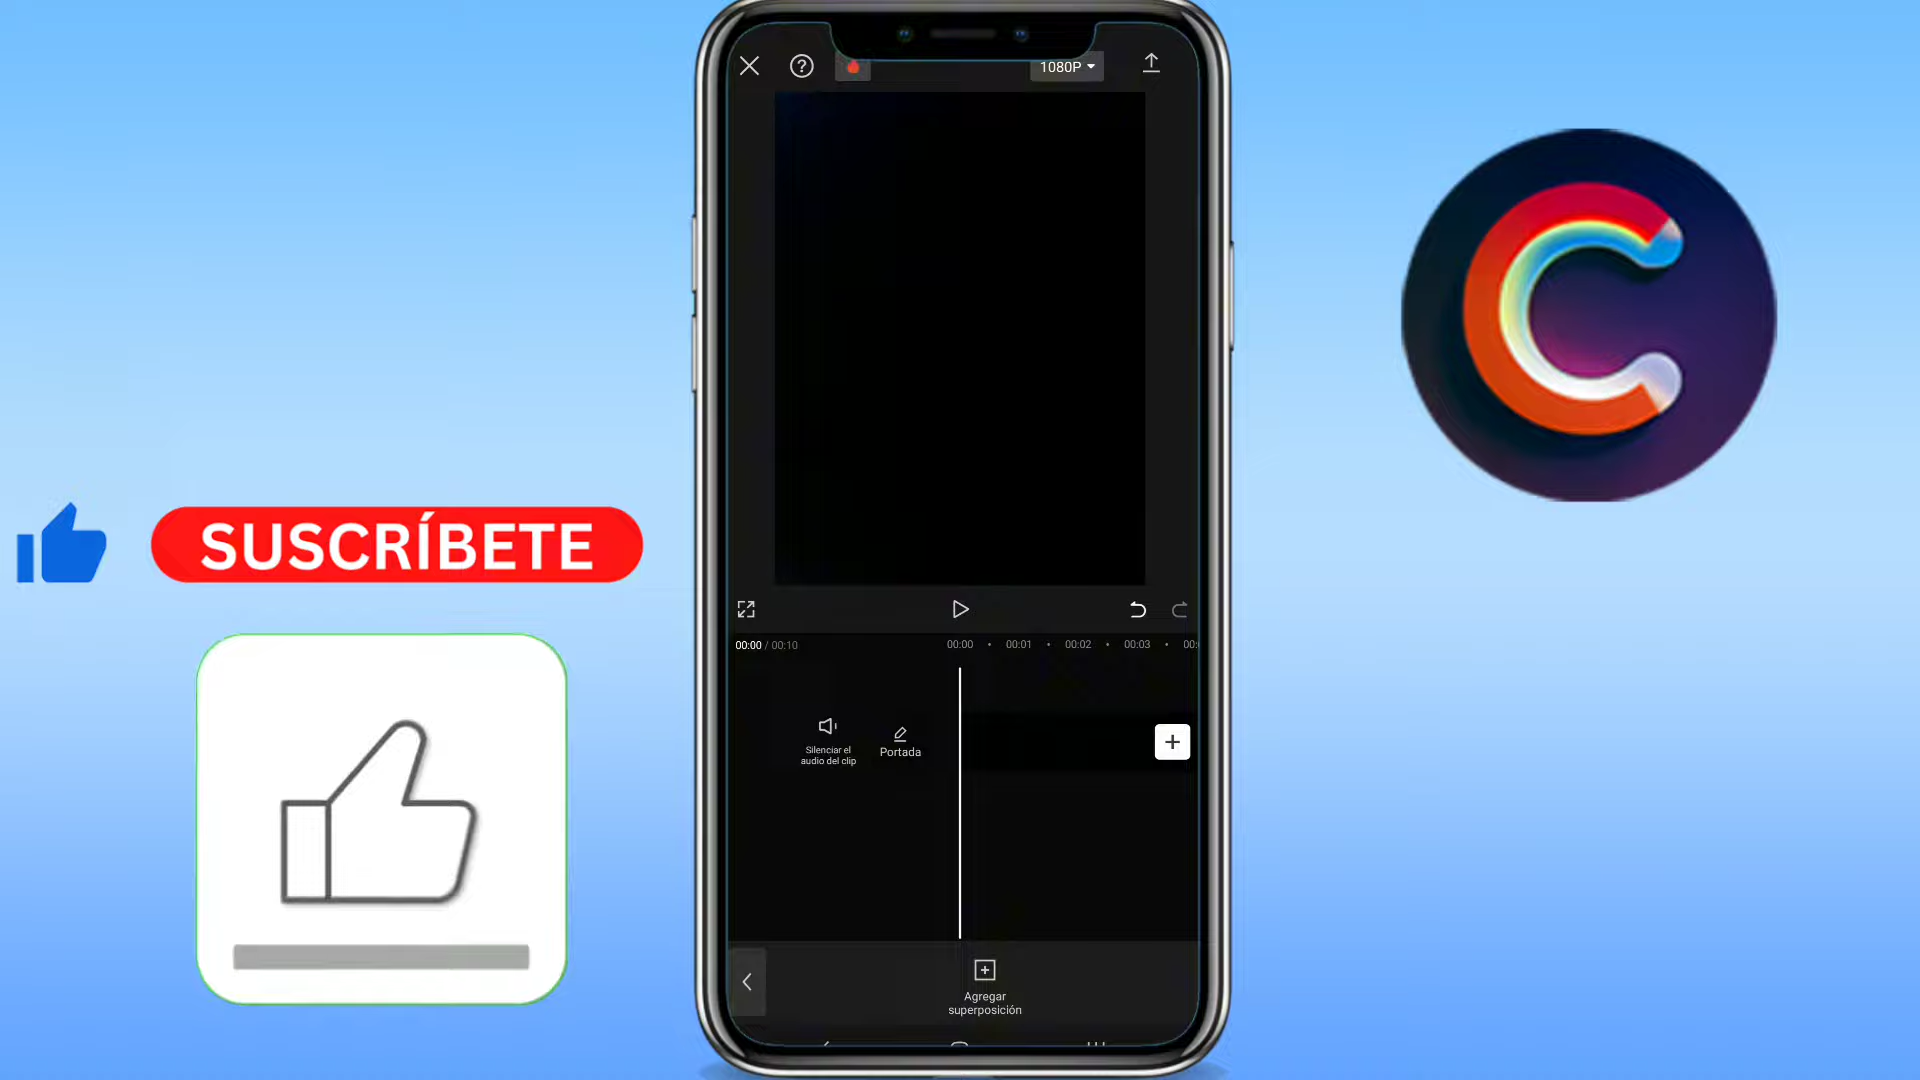 1080P
SUSCRÍBETE
00:00 / 00:10
00:00 • 00:01 • 00:02 • 00:03 •
Silenciar el
audio del clip
Portada
Agregar
superposición